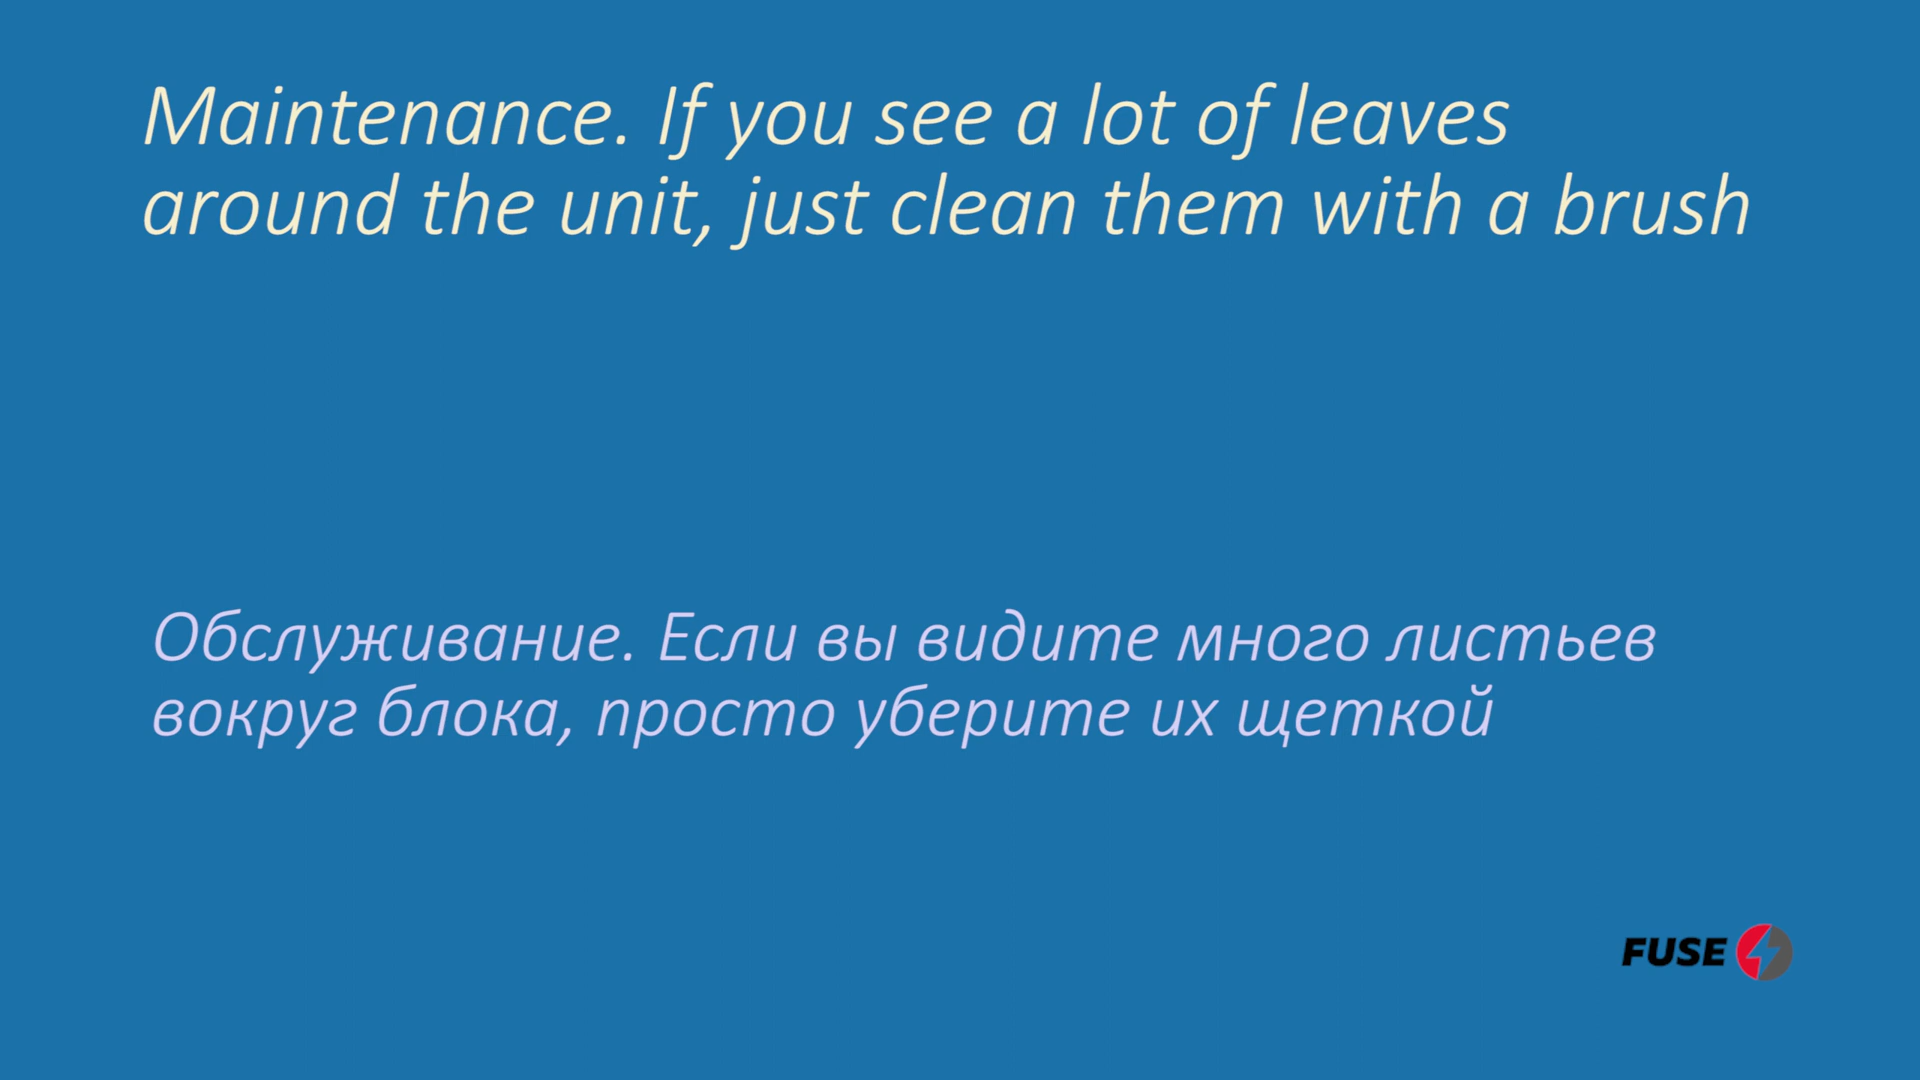 Maintenance. If you see a lot of leaves
around the unit, just clean them with a brush
Обслуживание. Если вы видите много листьев
вокруг блока, просто уберите их щеткой
FUSE